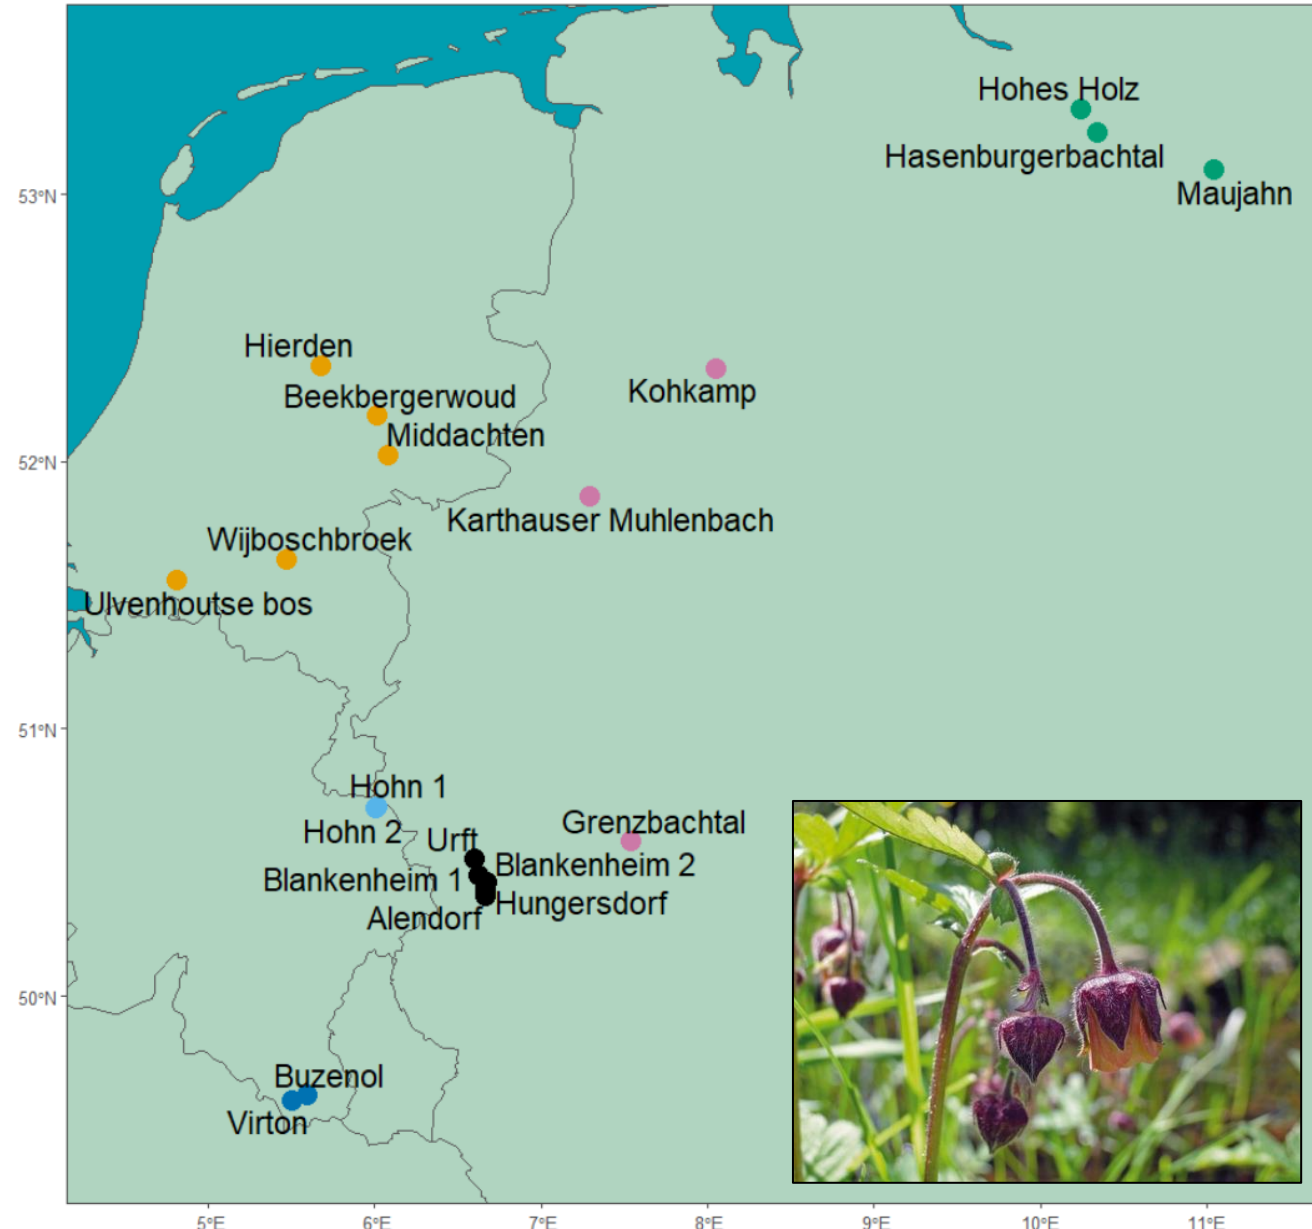 Hohes Holz
Hasenburgerbachtal
53°N
Maujahn
Hierden
Beekbergerwoud
Kohkamp
Middachten
52°N
Karthauser Muhlenbach
Wijboschbroek
Ulvenhoutse bos
51°N
Hohn 1
Hohn 2
Urft
Grenzbachtal
Blankenheim 1
Blankenheim 2
Hungersdorf
Alendorf
50°N
Buzenol
Virton
5°E
6°E
7°E
8°E
9°E
10°E
11°E